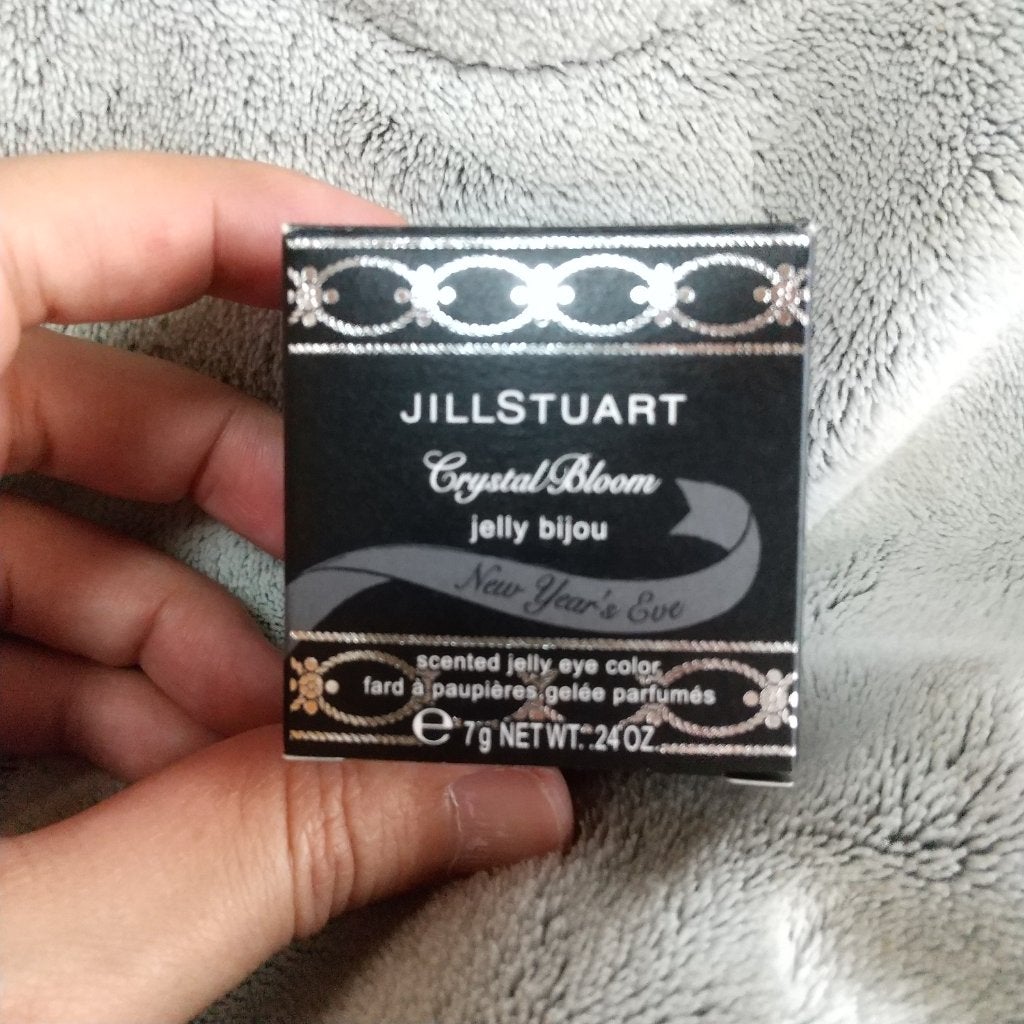 JILLSTUART
Crystal Bloom
jelly bijou
New Year's Eve
scented jelly eye color
fard à paupières gelée parfumés
e 7g NET WT. .24 OZ.